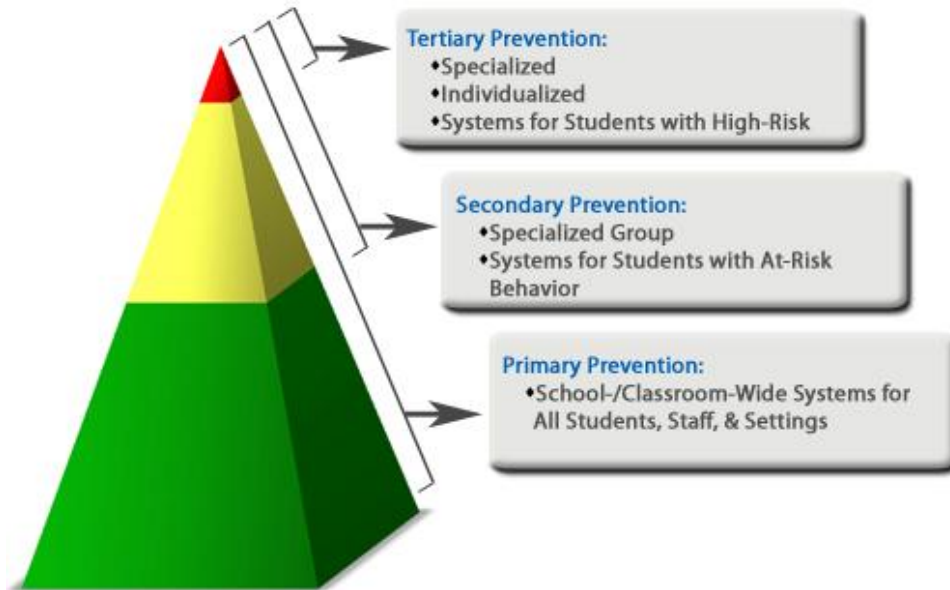 Tertiary Prevention:
♦Specialized
♦Individualized
♦Systems for Students with High-Risk
Secondary Prevention:
♦Specialized Group
♦Systems for Students with At-Risk
Behavior
Primary Prevention:
♦School-/Classroom-Wide Systems for
All Students, Staff, & Settings